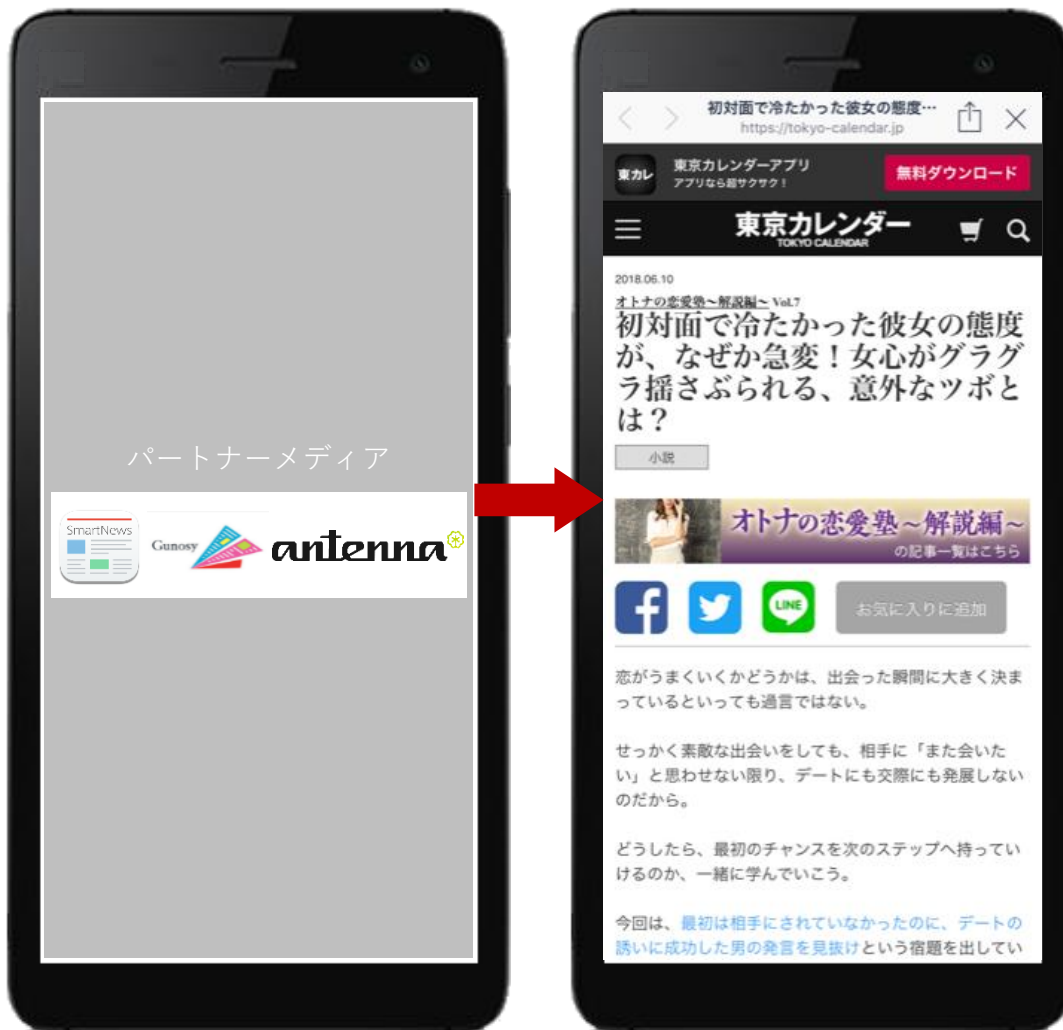 パートナーメディア
SmartNews
Gunosy
antenna
初対面で冷たかった彼女の態度…
https://tokyo-calendar.jp
東カレ
東京カレンダーアプリ
アプリなら超サクサク！
無料ダウンロード
東京カレンダー
TOKYO CALENDAR
2018.06.10
オトナの恋愛塾～解説編～ Vol.7
初対面で冷たかった彼女の態度
が、なぜか急変！女心がグラグ
ラ揺さぶられる、意外なツボと
は？
小説
オトナの恋愛塾～解説編～
の記事一覧はこちら
LINE
お気に入りに追加
恋がうまくいくかどうかは、出会った瞬間に大きく決ま
っているといっても過言ではない。
せっかく素敵な出会いをしても、相手に「また会いた
い」と思わせない限り、デートにも交際にも発展しない
のだから。
どうしたら、最初のチャンスを次のステップへ持ってい
けるのか、一緒に学んでいこう。
今回は、最初は相手にされていなかったのに、デートの
誘いに成功した男の発言を見抜けという宿題を出してい